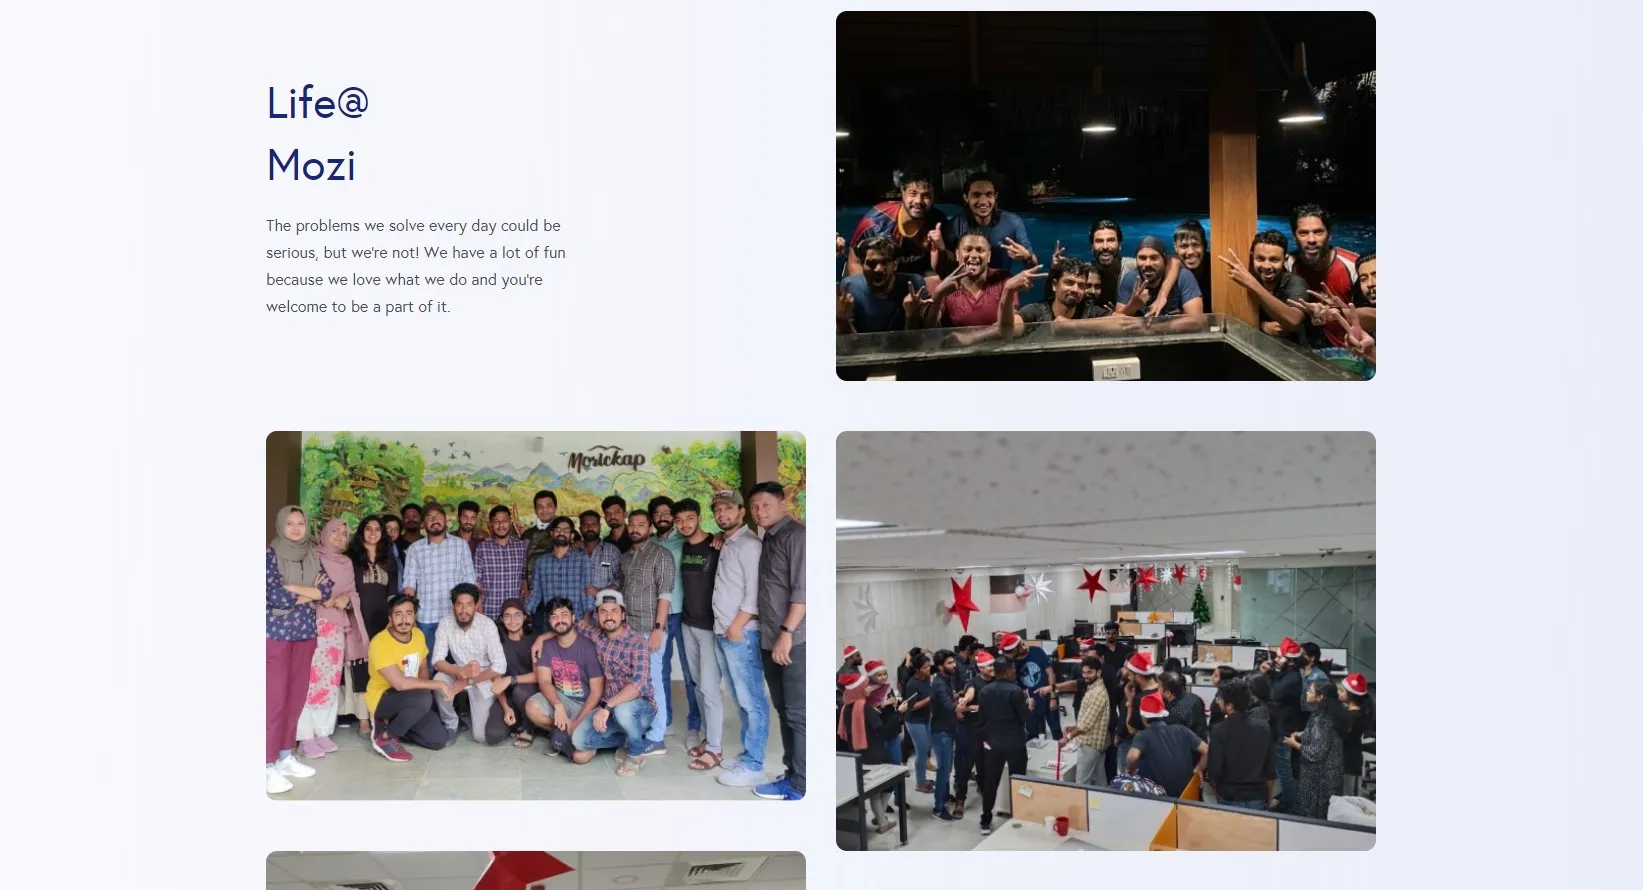 Life@
Mozi
The problems we solve every day could be
serious, but we're not! We have a lot of fun
because we love what we do and you're
welcome to be a part of it.
Morickap